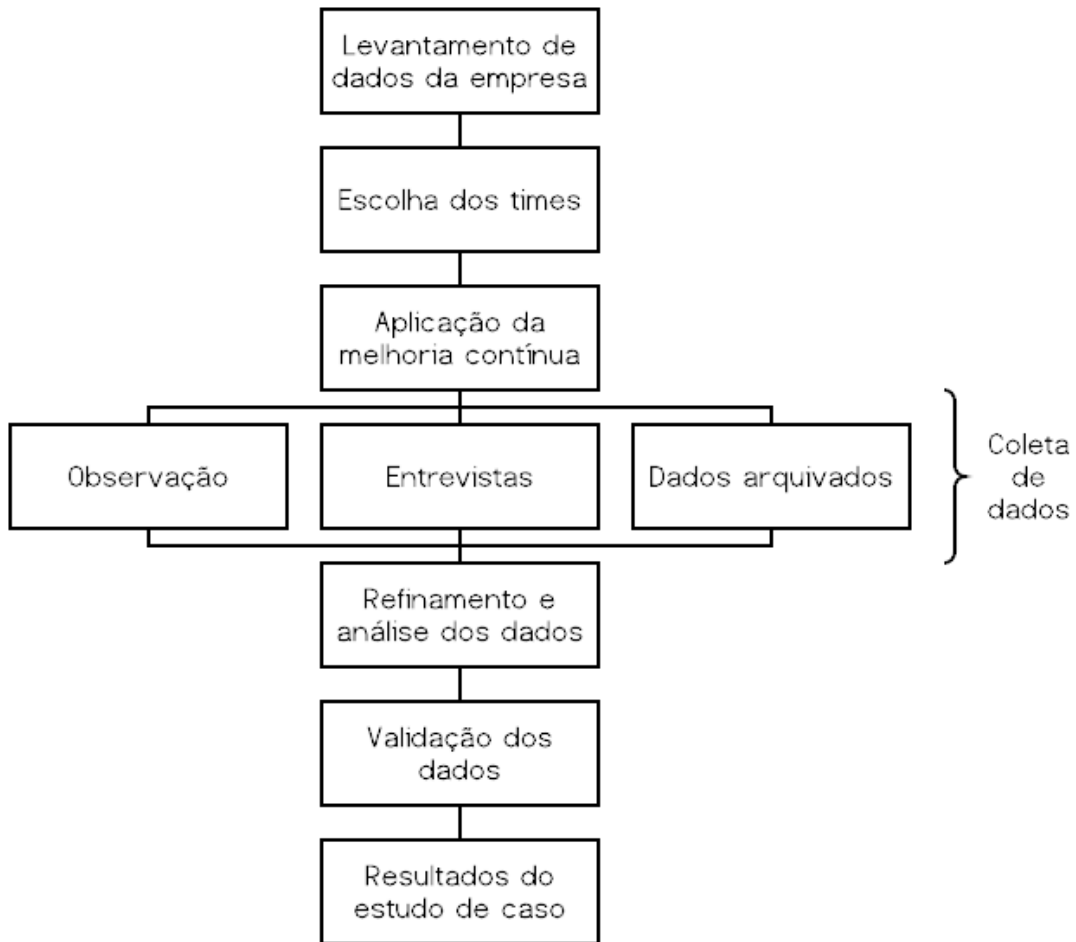 Levantamento de
dados da empresa
Escolha dos times
Aplicação da
melhoria contínua
Observação
Entrevistas
Dados arquivados
Coleta
de
dados
Refinamento e
análise dos dados
Validação dos
dados
Resultados do
estudo de caso